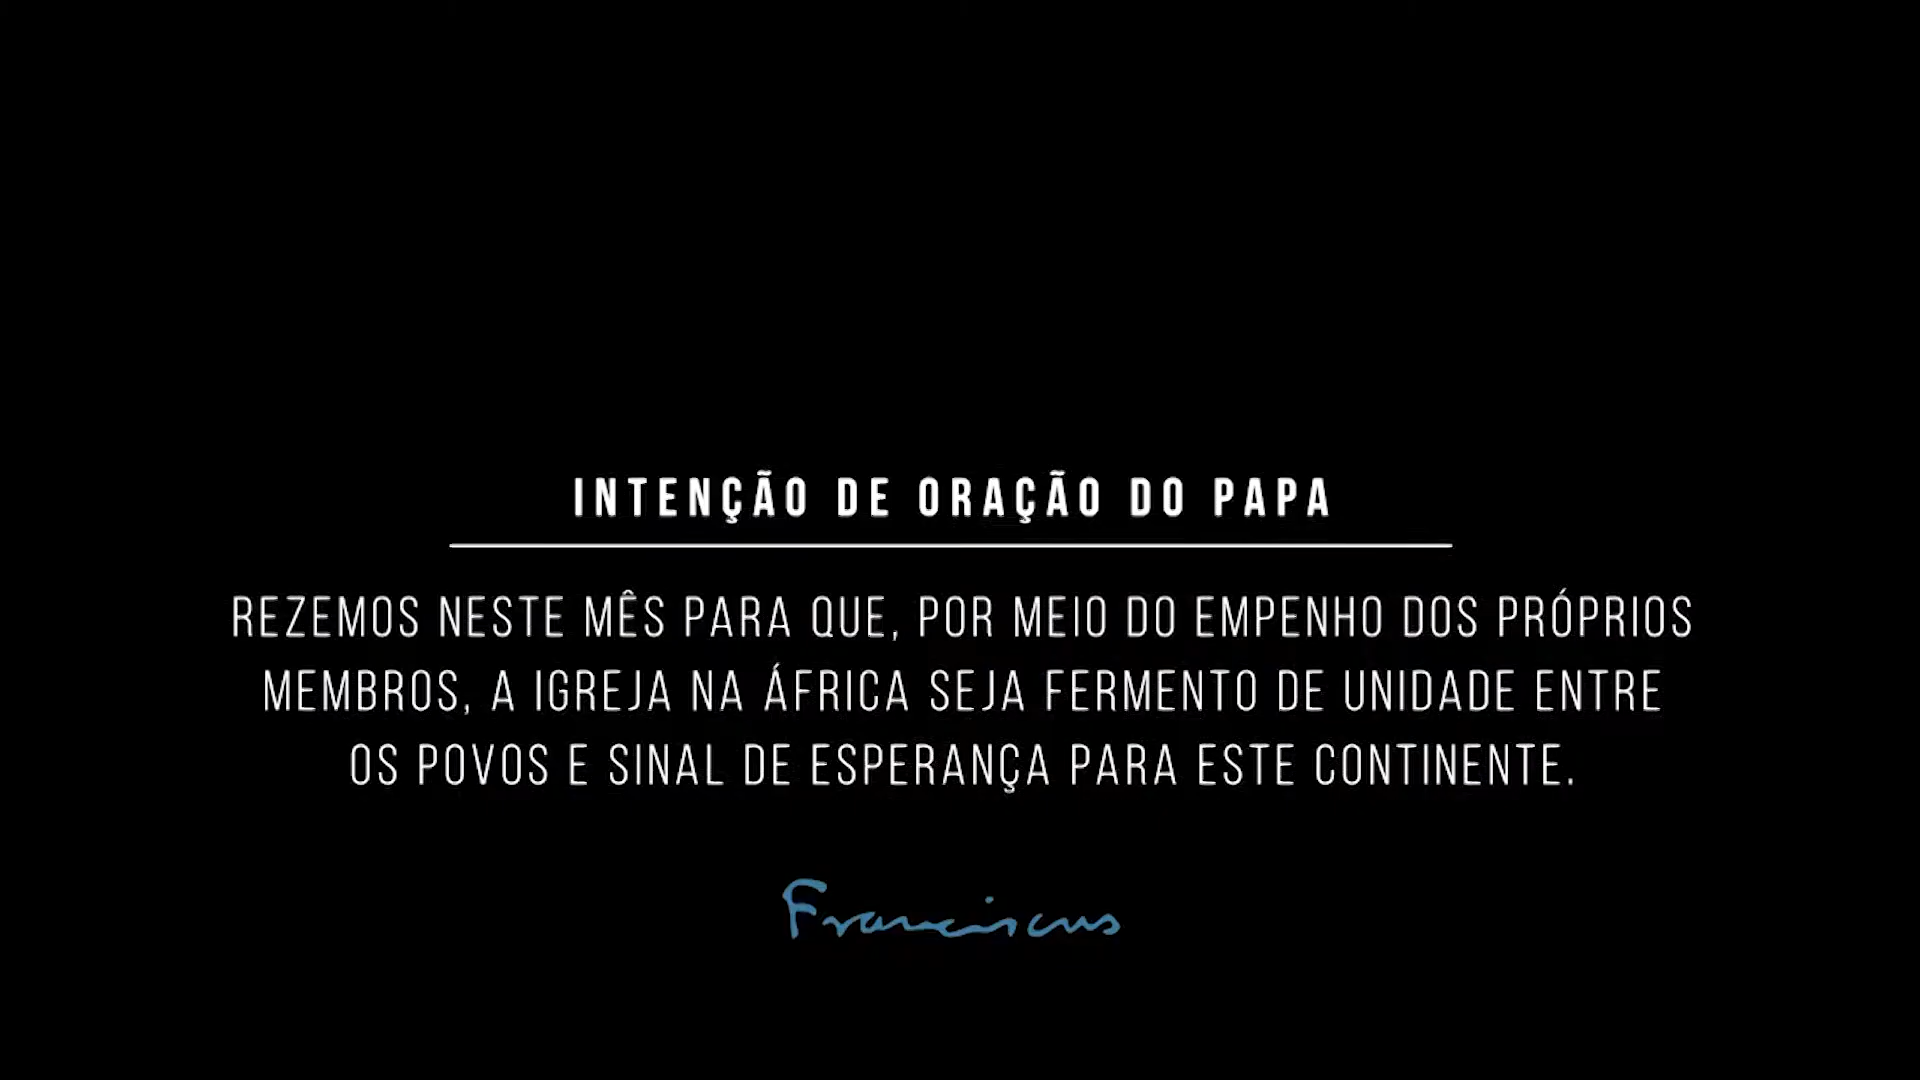 INTENÇÃO DE ORAÇÃO DO PAPA
REZEMOS NESTE MÊS PARA QUE, POR MEIO DO EMPENHO DOS PRÓPRIOS
MEMBROS, A IGREJA NA ÁFRICA SEJA FERMENTO DE UNIDADE ENTRE
OS POVOS E SINAL DE ESPERANÇA PARA ESTE CONTINENTE.
Franciscus